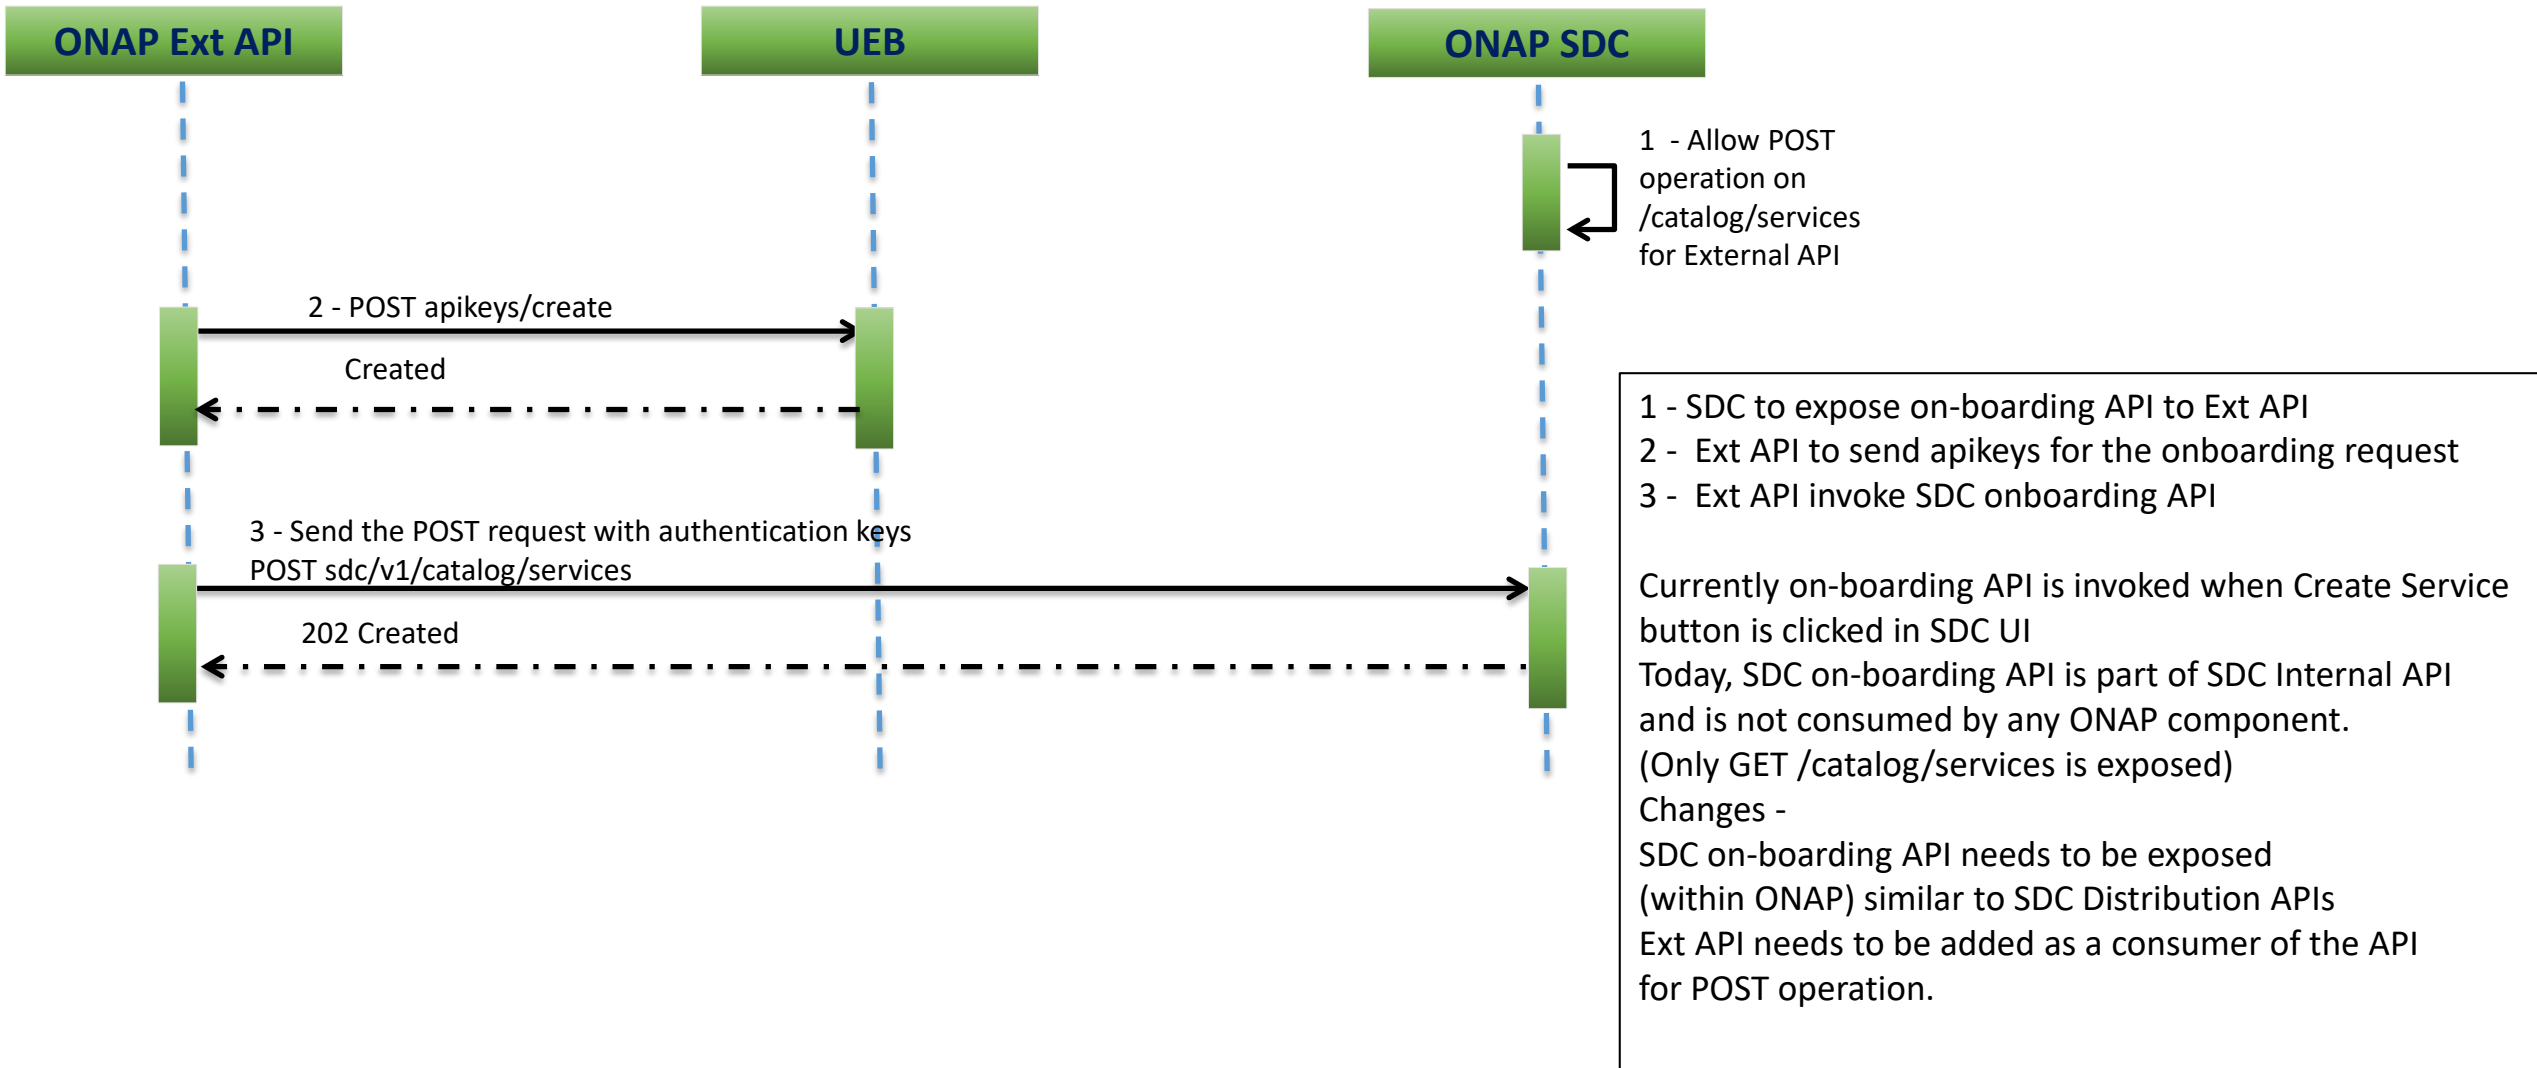 ONAP Ext API
UEB
ONAP SDC
1 - Allow POST
operation on
/catalog/services
for External API
2 - POST apikeys/create
Created
3 - Send the POST request with authentication keys
POST sdc/v1/catalog/services
202 Created
1 - SDC to expose on-boarding API to Ext API
2 - Ext API to send apikeys for the onboarding request
3 - Ext API invoke SDC onboarding API
Currently on-boarding API is invoked when Create Service
button is clicked in SDC UI
Today, SDC on-boarding API is part of SDC Internal API
and is not consumed by any ONAP component.
(Only GET /catalog/services is exposed)
Changes -
SDC on-boarding API needs to be exposed
(within ONAP) similar to SDC Distribution APIs
Ext API needs to be added as a consumer of the API
for POST operation.